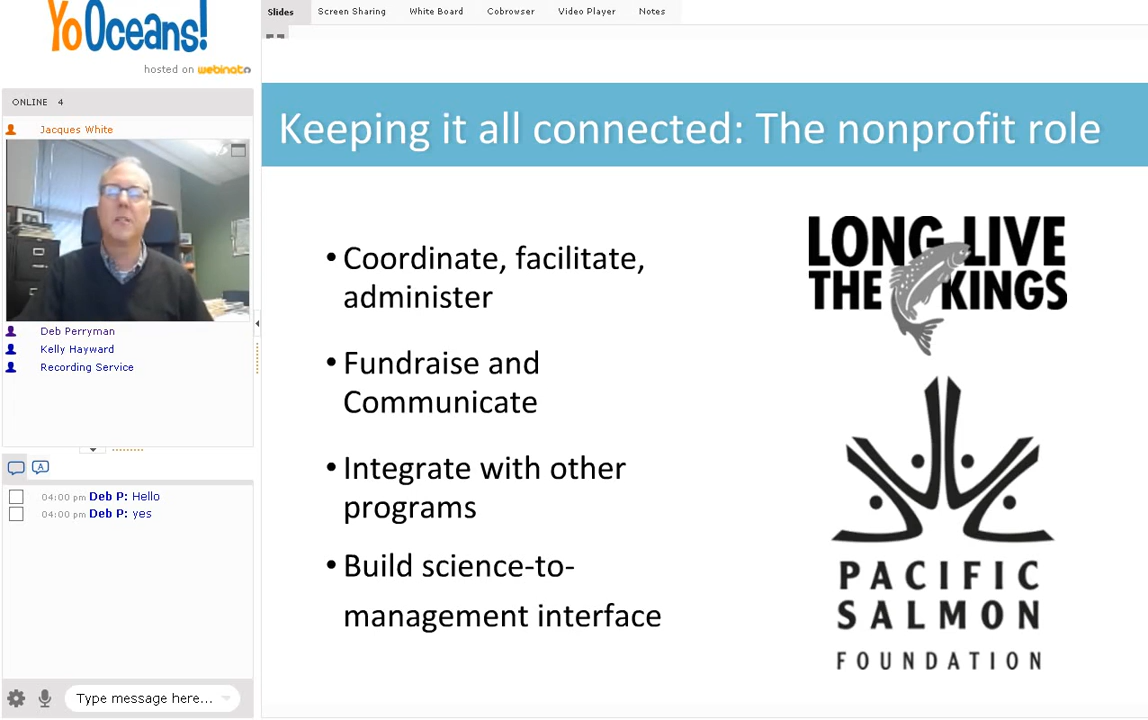 YoOceans!
hosted on webinato
ONLINE 4
Jacques White
Deb Perryman
Kelly Hayward
Recording Service
04:00 pm Deb P: Hello
04:00 pm Deb P: yes
Type message here...
Slides Screen Sharing White Board Cobrowser Video Player Notes
Keeping it all connected: The nonprofit role
• Coordinate, facilitate,
administer
• Fundraise and
Communicate
• Integrate with other
programs
• Build science-to-
management interface
LONG LIVE
THE KINGS
PACIFIC
SALMON
FOUNDATION